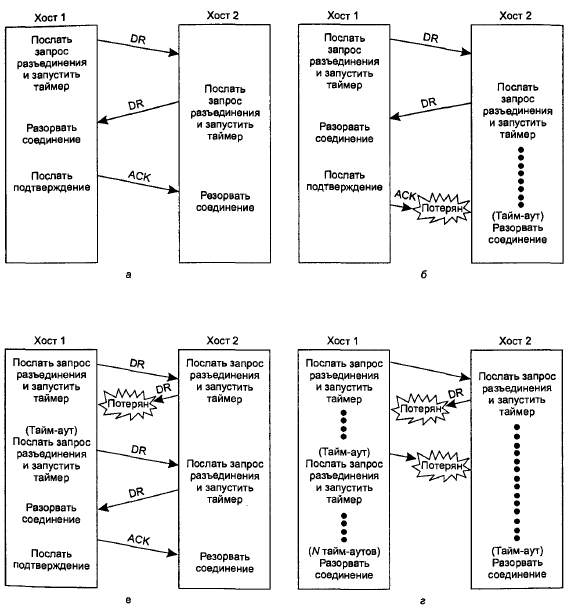 Хост 1
Хост 2
Послать
запрос
разъединения
и запустить
таймер
DR
Послать
запрос
разъединения
и запустить
таймер
DR
Разорвать
соединение
Послать
подтверждение
ACK
Резорвать
соединение
а
Хост 1
Хост 2
Послать
запрос
разъединения
и запустить
таймер
DR
Послать
запрос
разъединения
и запустить
таймер
DR
Разорвать
соединение
Послать
подтверждение
ACK
Потерян
(Тайм-аут)
Разорвать
соединение
б
Хост 1
Хост 2
Послать запрос
разъединения
и запустить
таймер
DR
Послать запрос
разъединения
и запустить
таймер
DR
Потерян
(Тайм-аут)
Послать запрос
разъединения
и запустить
таймер
DR
Послать запрос
разъединения
и запустить
таймер
DR
Разорвать
соединение
Послать
подтверждение
ACK
Резорвать
соединение
в
Хост 1
Хост 2
Послать запрос
разъединения
и запустить
таймер
Послать запрос
разъединения
и запустить
таймер
DR
Потерян
(Тайм-аут)
Послать запрос
разъединения
и запустить
таймер
Потерян
(N тайм-аутов)
Разорвать
соединение
(Тайм-аут)
Разорвать
соединение
г